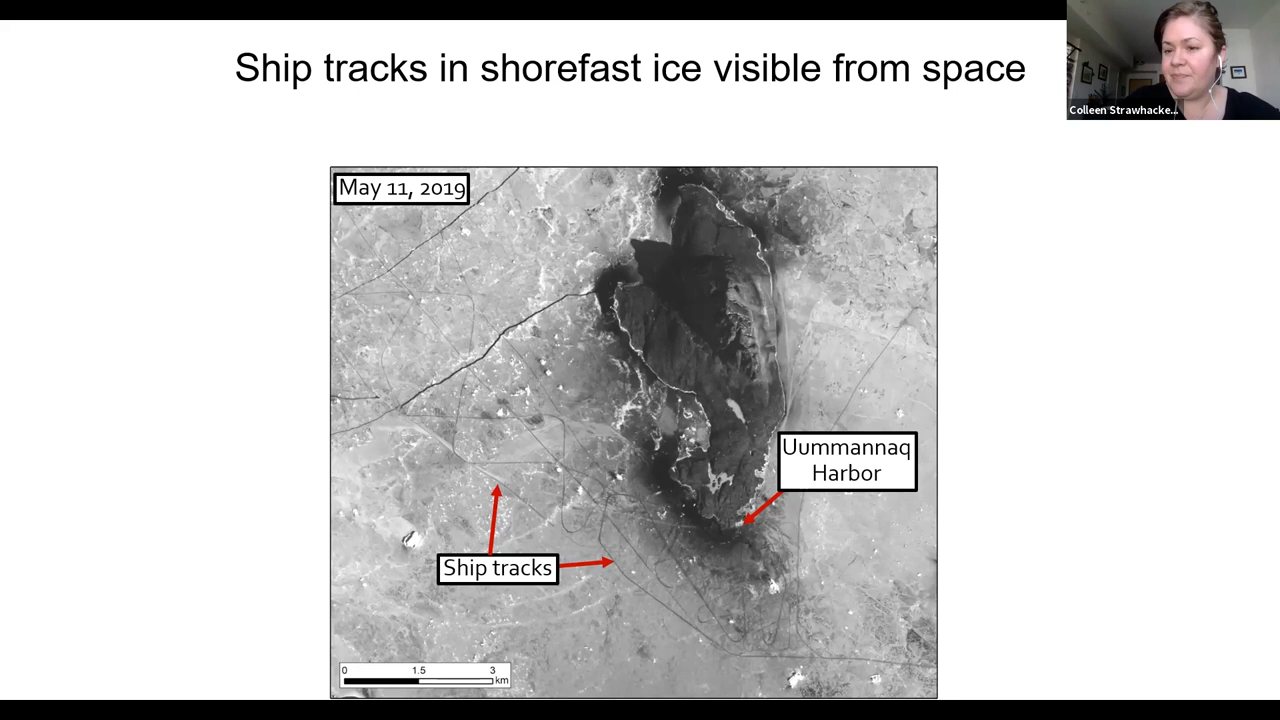 Ship tracks in shorefast ice visible from space
Colleen Strawhacke...
May 11, 2019
Uummannaq
Harbor
Ship tracks
0 1.5 3
km